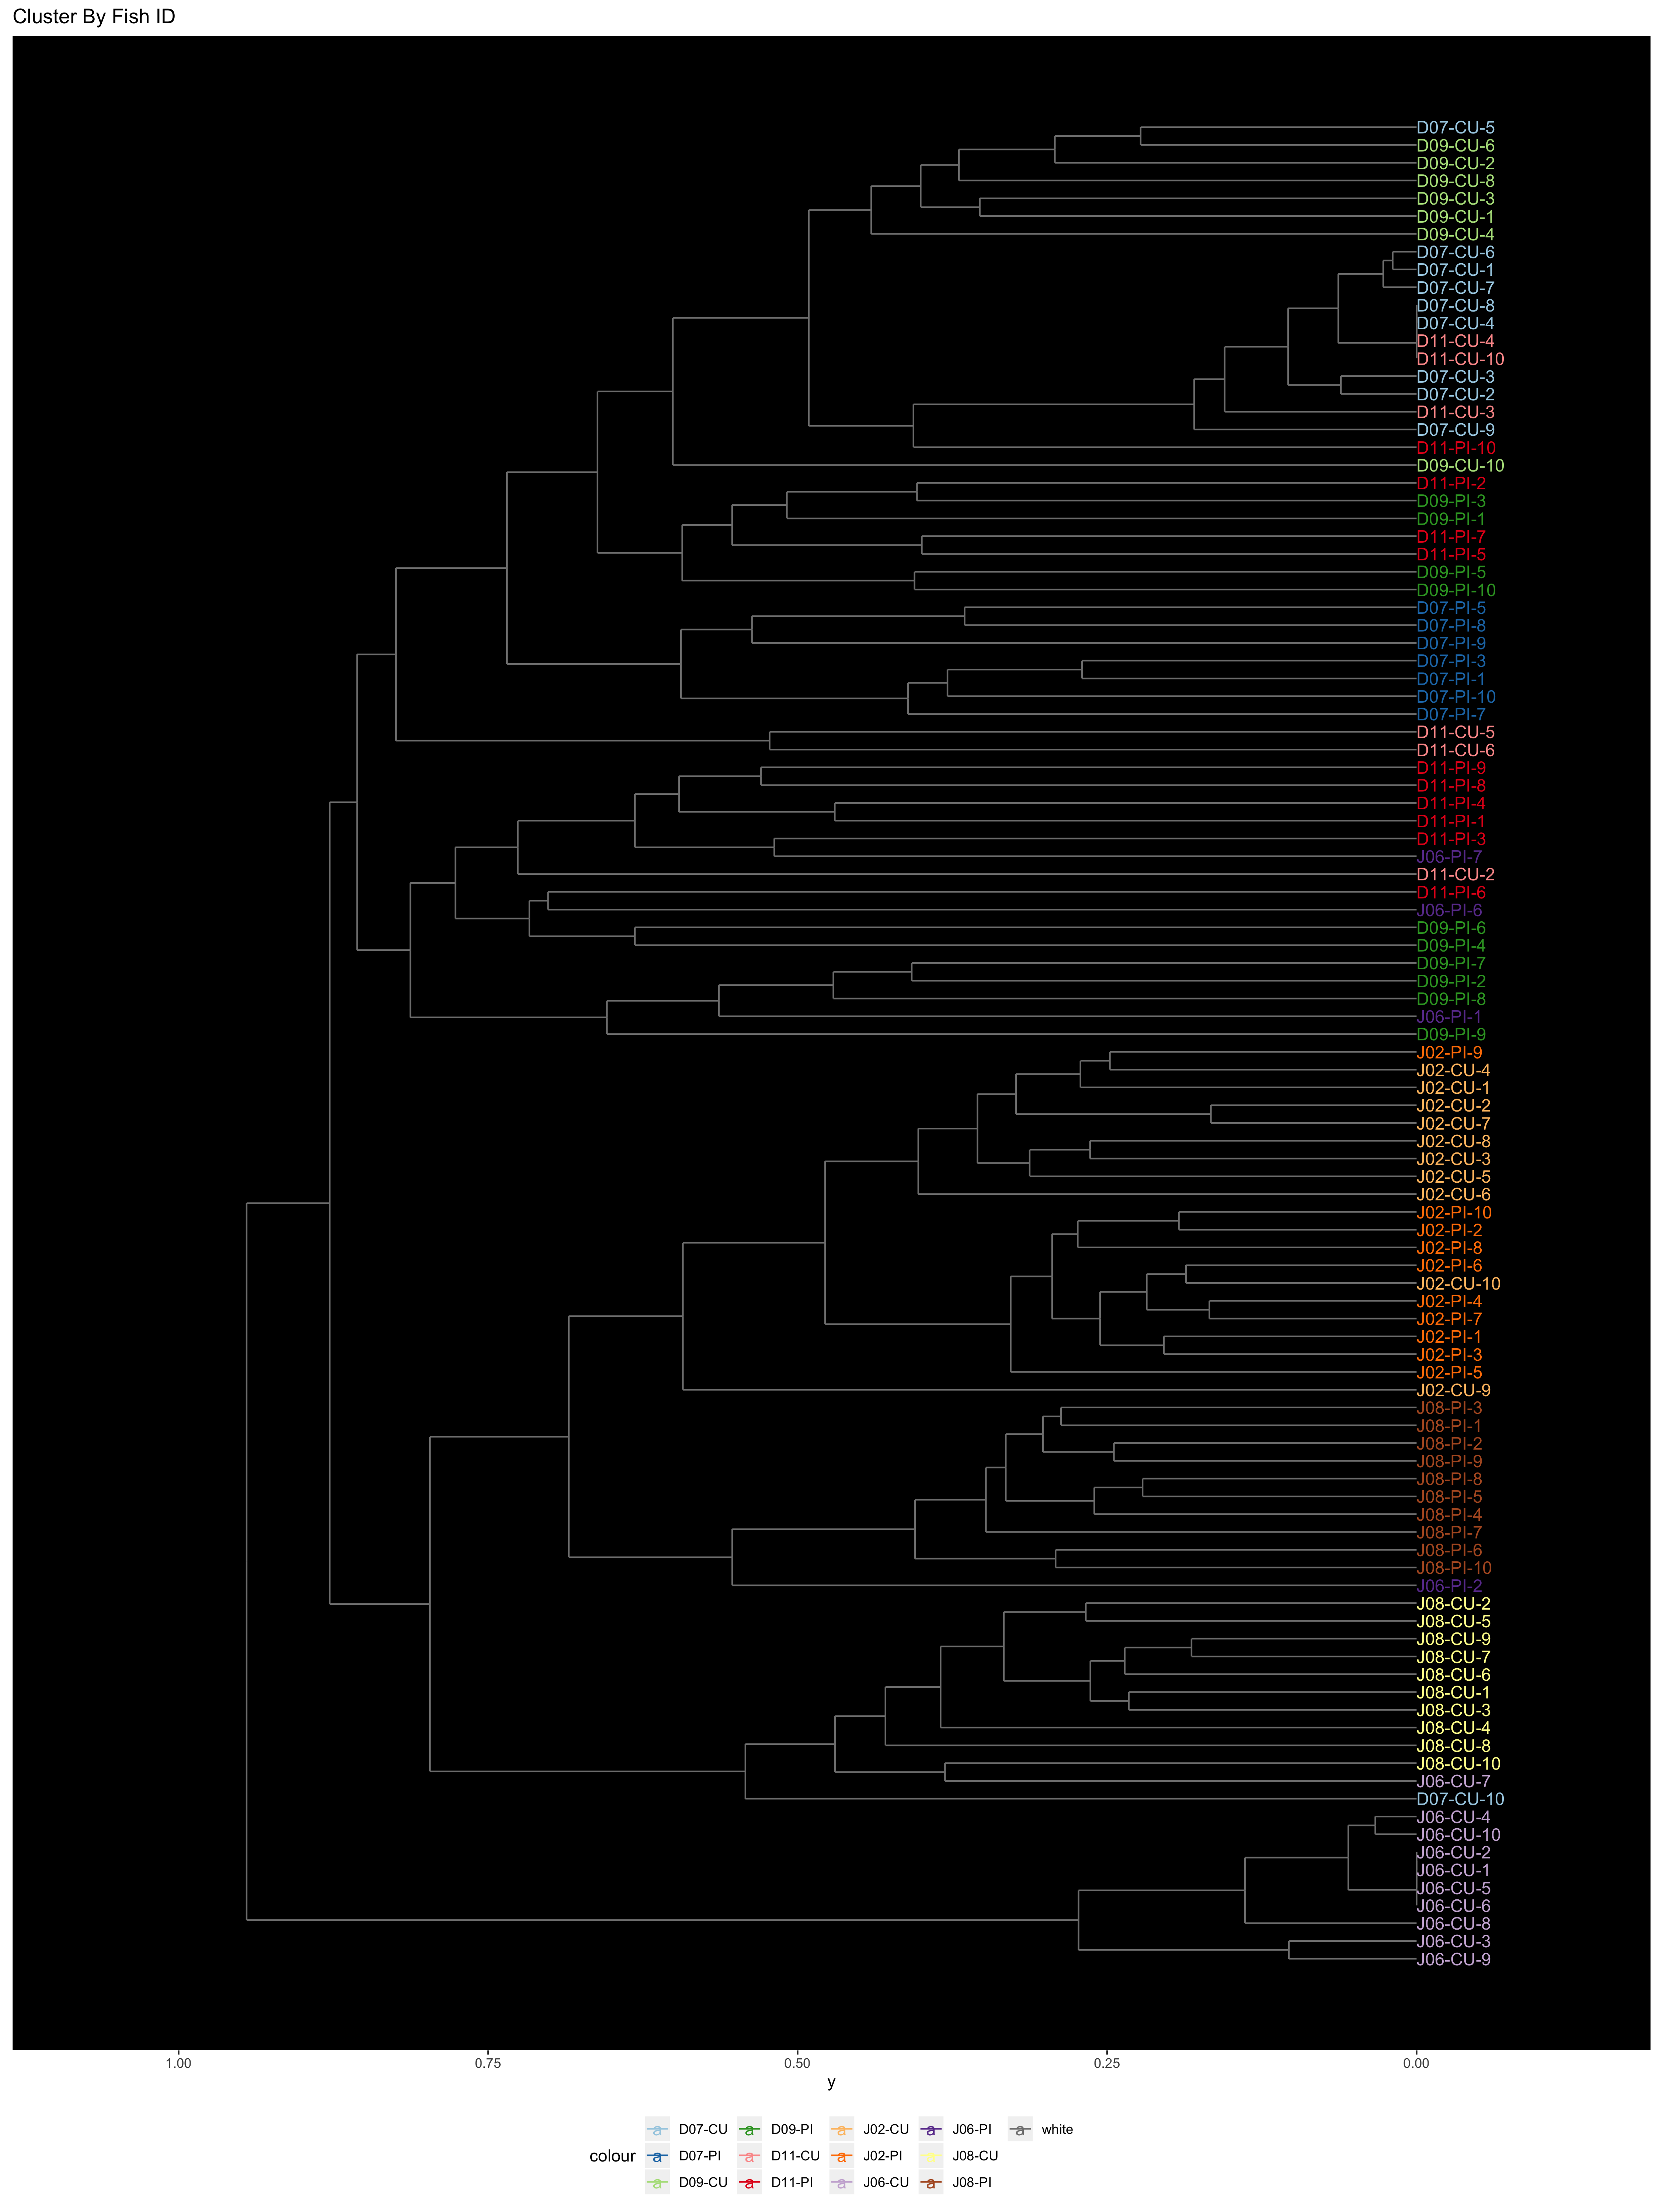 Cluster By Fish ID
D07-CU-5
D09-CU-6
D09-CU-2
D09-CU-8
D09-CU-3
D09-CU-1
D09-CU-4
D07-CU-6
D07-CU-1
D07-CU-7
D07-CU-8
D07-CU-4
D11-CU-4
D11-CU-10
D07-CU-3
D07-CU-2
D11-CU-3
D07-CU-9
D11-PI-10
D09-CU-10
D11-PI-2
D09-PI-3
D09-PI-1
D11-PI-7
D11-PI-5
D09-PI-5
D09-PI-10
D07-PI-5
D07-PI-8
D07-PI-9
D07-PI-3
D07-PI-1
D07-PI-10
D07-PI-7
D11-CU-5
D11-CU-6
D11-PI-9
D11-PI-8
D11-PI-4
D11-PI-1
D11-PI-3
J06-PI-7
D11-CU-2
D11-PI-6
J06-PI-6
D09-PI-6
D09-PI-4
D09-PI-7
D09-PI-2
D09-PI-8
J06-PI-1
D09-PI-9
J02-PI-9
J02-CU-4
J02-CU-1
J02-CU-2
J02-CU-7
J02-CU-8
J02-CU-3
J02-CU-5
J02-CU-6
J02-PI-10
J02-PI-2
J02-PI-8
J02-PI-6
J02-CU-10
J02-PI-4
J02-PI-7
J02-PI-1
J02-PI-3
J02-PI-5
J02-CU-9
J08-PI-3
J08-PI-1
J08-PI-2
J08-PI-9
J08-PI-8
J08-PI-5
J08-PI-4
J08-PI-7
J08-PI-6
J08-PI-10
J06-PI-2
J08-CU-2
J08-CU-5
J08-CU-9
J08-CU-7
J08-CU-6
J08-CU-1
J08-CU-3
J08-CU-4
J08-CU-8
J08-CU-10
J06-CU-7
D07-CU-10
J06-CU-4
J06-CU-10
J06-CU-2
J06-CU-1
J06-CU-5
J06-CU-6
J06-CU-8
J06-CU-3
J06-CU-9
1.00 0.75 0.50 0.25 0.00
y
a D07-CU a D09-PI a J02-CU a J06-PI a white
colour a D07-PI a D11-CU a J02-PI a J08-CU
a D09-CU a D11-PI a J06-CU a J08-PI